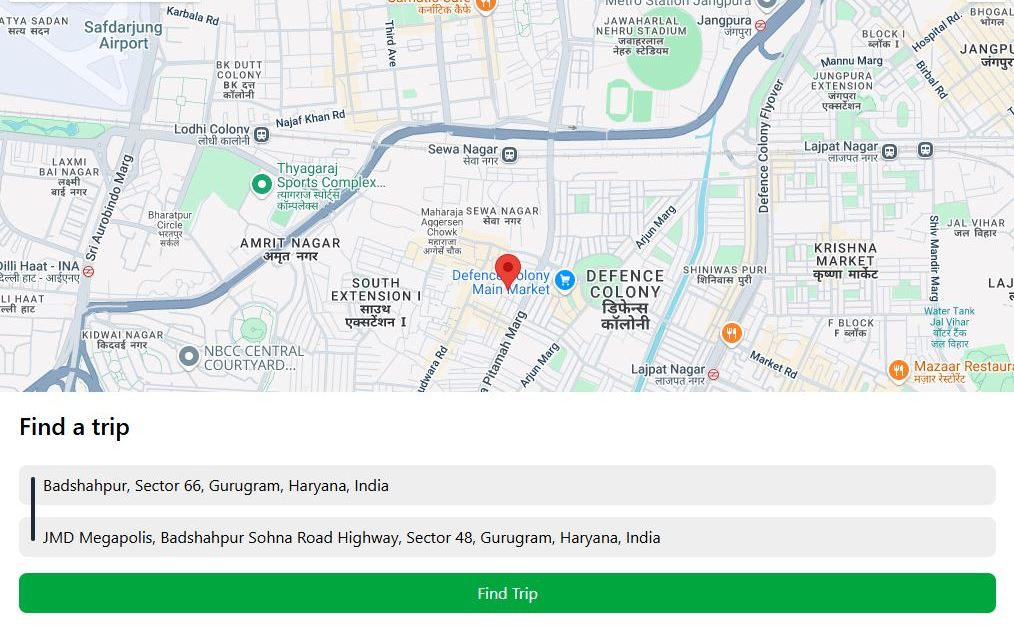 ATYA SADAN
सत्य सदन
Karbala Rd
Safdarjung
Airport
Third Ave
कर्नाटिक कैफे
Metro Station Jangpura
JAWAHARLAL
NEHRU STADIUM
जवाहरलाल
नेहरू स्टेडियम
Jangpura
जंगपुरा
BLOCK I
ब्लॉक I
Hospital Rd.
BHOGAL
भोगल
JANGPU
जंगपुर
Mannu Marg
Birbal Rd
JUNGPURA
EXTENSION
जंगपुरा
एक्सटेंशन
BK DUTT
COLONY
BK दत्त
कॉलोनी
Najaf Khan Rd
Lodhi Colony
लोधी कालोनी
Sewa Nagar
सेवा नगर
Defence Colony Flyover
Lajpat Nagar
लाजपत नगर
LAXMI
BAI NAGAR
लक्ष्मी
बाई नगर
Sri Aurobindo Marg
Thyagaraj
Sports Complex...
त्यागराज स्पोर्ट्स
कॉम्पलेक्स
Bharatpur
Circle
भरतपुर
सर्कल
Maharaja
Aggersen
Chowk
महाराजा
अग्रसेन चौक
SEWA NAGAR
सेवा नगर
Arjun Marg
Shiv Mandir Marg
JAL VIHAR
जल विहार
AMRIT NAGAR
अमृत नगर
KRISHNA
MARKET
कृष्णा मार्केट
Dilli Haat - INA
दिल्ली हाट - आईएनए
LI HAAT
ल्ली हाट
SOUTH
EXTENSION I
साउथ
एक्सटेंशन I
Defence Colony
Main Market
DEFENCE
COLONY
डिफेन्स
कॉलोनी
SHINIWAS PURI
शिनिवास पुरी
LAJ
Water Tank
Jal Vihar
वॉटर टैंक
जल विहार
F BLOCK
F ब्लॉक
KIDWAI NAGAR
किदवई नगर
NBCC CENTRAL
COURTYARD...
udwara Rd
a Pitamah Marg
Arjun Marg
Market Rd
Lajpat Nagar
लाजपत नगर
Mazaar Restaura
मज़ार रेस्टोरेंट
Find a trip
Badshahpur, Sector 66, Gurugram, Haryana, India
JMD Megapolis, Badshahpur Sohna Road Highway, Sector 48, Gurugram, Haryana, India
Find Trip